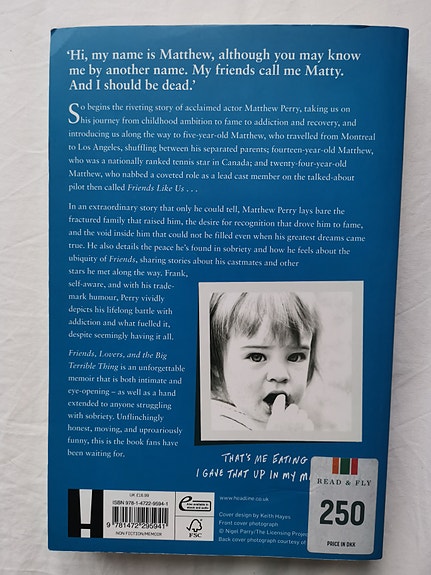 ‘Hi, my name is Matthew, although you may know
me by another name. My friends call me Matty.
And I should be dead.’
So begins the riveting story of acclaimed actor Matthew Perry, taking us on
his journey from childhood ambition to fame to addiction and recovery, and
introducing us along the way to five-year-old Matthew, who travelled from Montreal
to Los Angeles, shuffling between his separated parents; fourteen-year-old Matthew,
who was a nationally ranked tennis star in Canada; and twenty-four-year-old
Matthew, who nabbed a coveted role as a lead cast member on the talked-about
pilot then called Friends Like Us . . .
In an extraordinary story that only he could tell, Matthew Perry lays bare the
fractured family that raised him, the desire for recognition that drove him to fame,
and the void inside him that could not be filled even when his greatest dreams came
true. He also details the peace he’s found in sobriety and how he feels about the
ubiquity of Friends, sharing stories about his castmates and other
stars he met along the way. Frank,
self-aware, and with his trade-
mark humour, Perry vividly
depicts his lifelong battle with
addiction and what fuelled it,
despite seemingly having it all.
Friends, Lovers, and the Big
Terrible Thing is an unforgettable
memoir that is both intimate and
eye-opening – as well as a hand
extended to anyone struggling
with sobriety. Unflinchingly
honest, moving, and uproariously
funny, this is the book fans have
been waiting for.
THAT'S ME EATING
I GAVE THAT UP IN MY
H
UK £18.99
ISBN 978-1-4722-9594-1
9 781472 295941
NON FICTION/MEMOIR
Also available in
ebook and audio
FSC
www.headline.co.uk
Cover design by Keith Hayes
Front cover photograph
© Nigel Parry/The Licensing
Back cover photograph courtesy of
READ & FLY
250
PRICE IN DKK